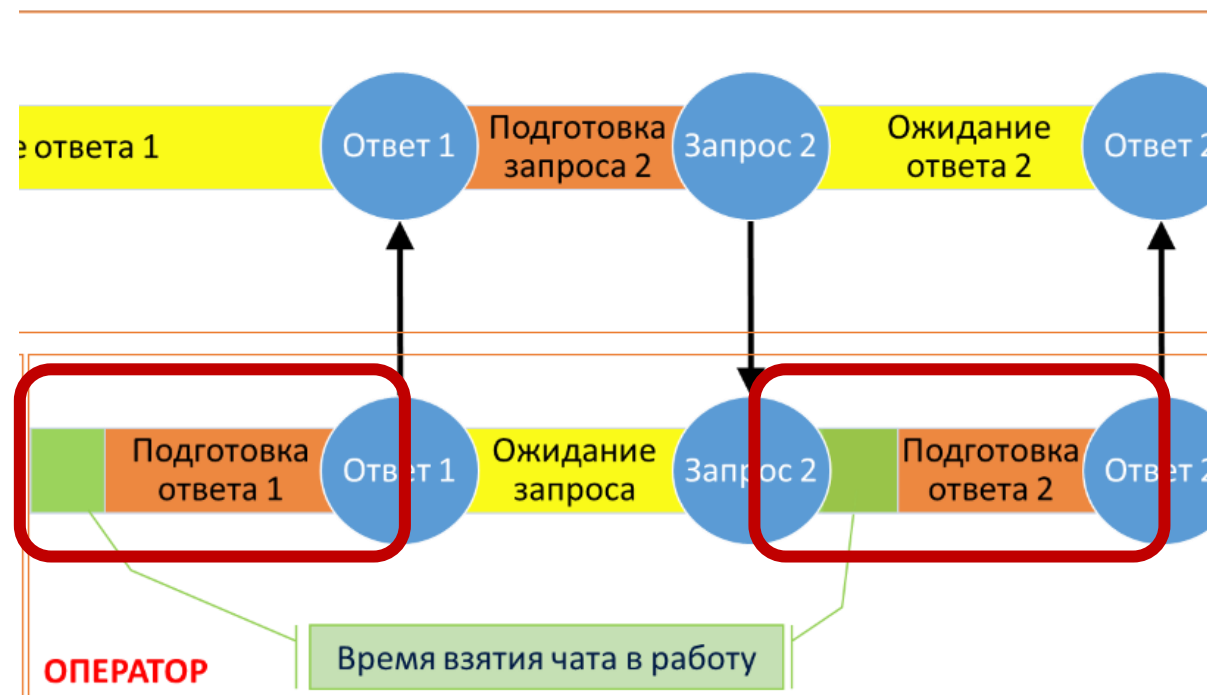 е ответа 1
Ответ 1
Подготовка
запроса 2
Запрос 2
Ожидание
ответа 2
Ответ 2
Подготовка
ответа 1
Ответ 1
Ожидание
запроса
Запрос 2
Подготовка
ответа 2
Ответ 2
Время взятия чата в работу
ОПЕРАТОР